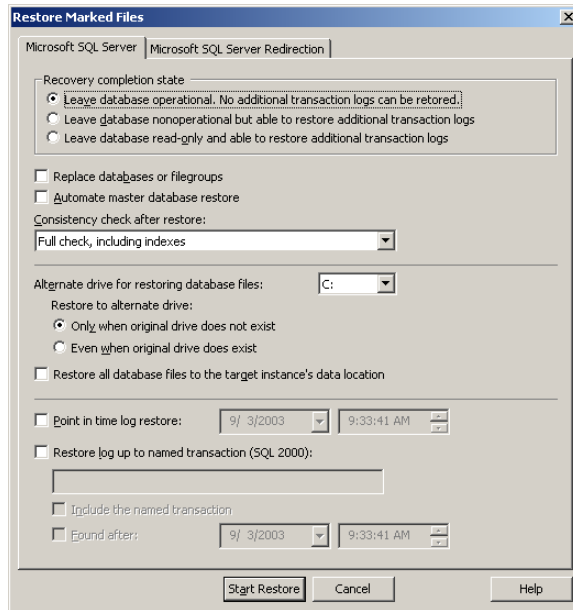 Restore Marked Files
Microsoft SQL Server Microsoft SQL Server Redirection
Recovery completion state
Leave database operational. No additional transaction logs can be retored.
Leave database nonoperational but able to restore additional transaction logs
Leave database read-only and able to restore additional transaction logs
Replace databases or filegroups
Automate master database restore
Consistency check after restore:
Full check, including indexes
Alternate drive for restoring database files: C:
Restore to alternate drive:
Only when original drive does not exist
Even when original drive does exist
Restore all database files to the target instance's data location
Point in time log restore: 9/ 3/2003 9:33:41 AM
Restore log up to named transaction (SQL 2000):
Include the named transaction
Found after: 9/ 3/2003 9:33:41 AM
Start Restore Cancel Help